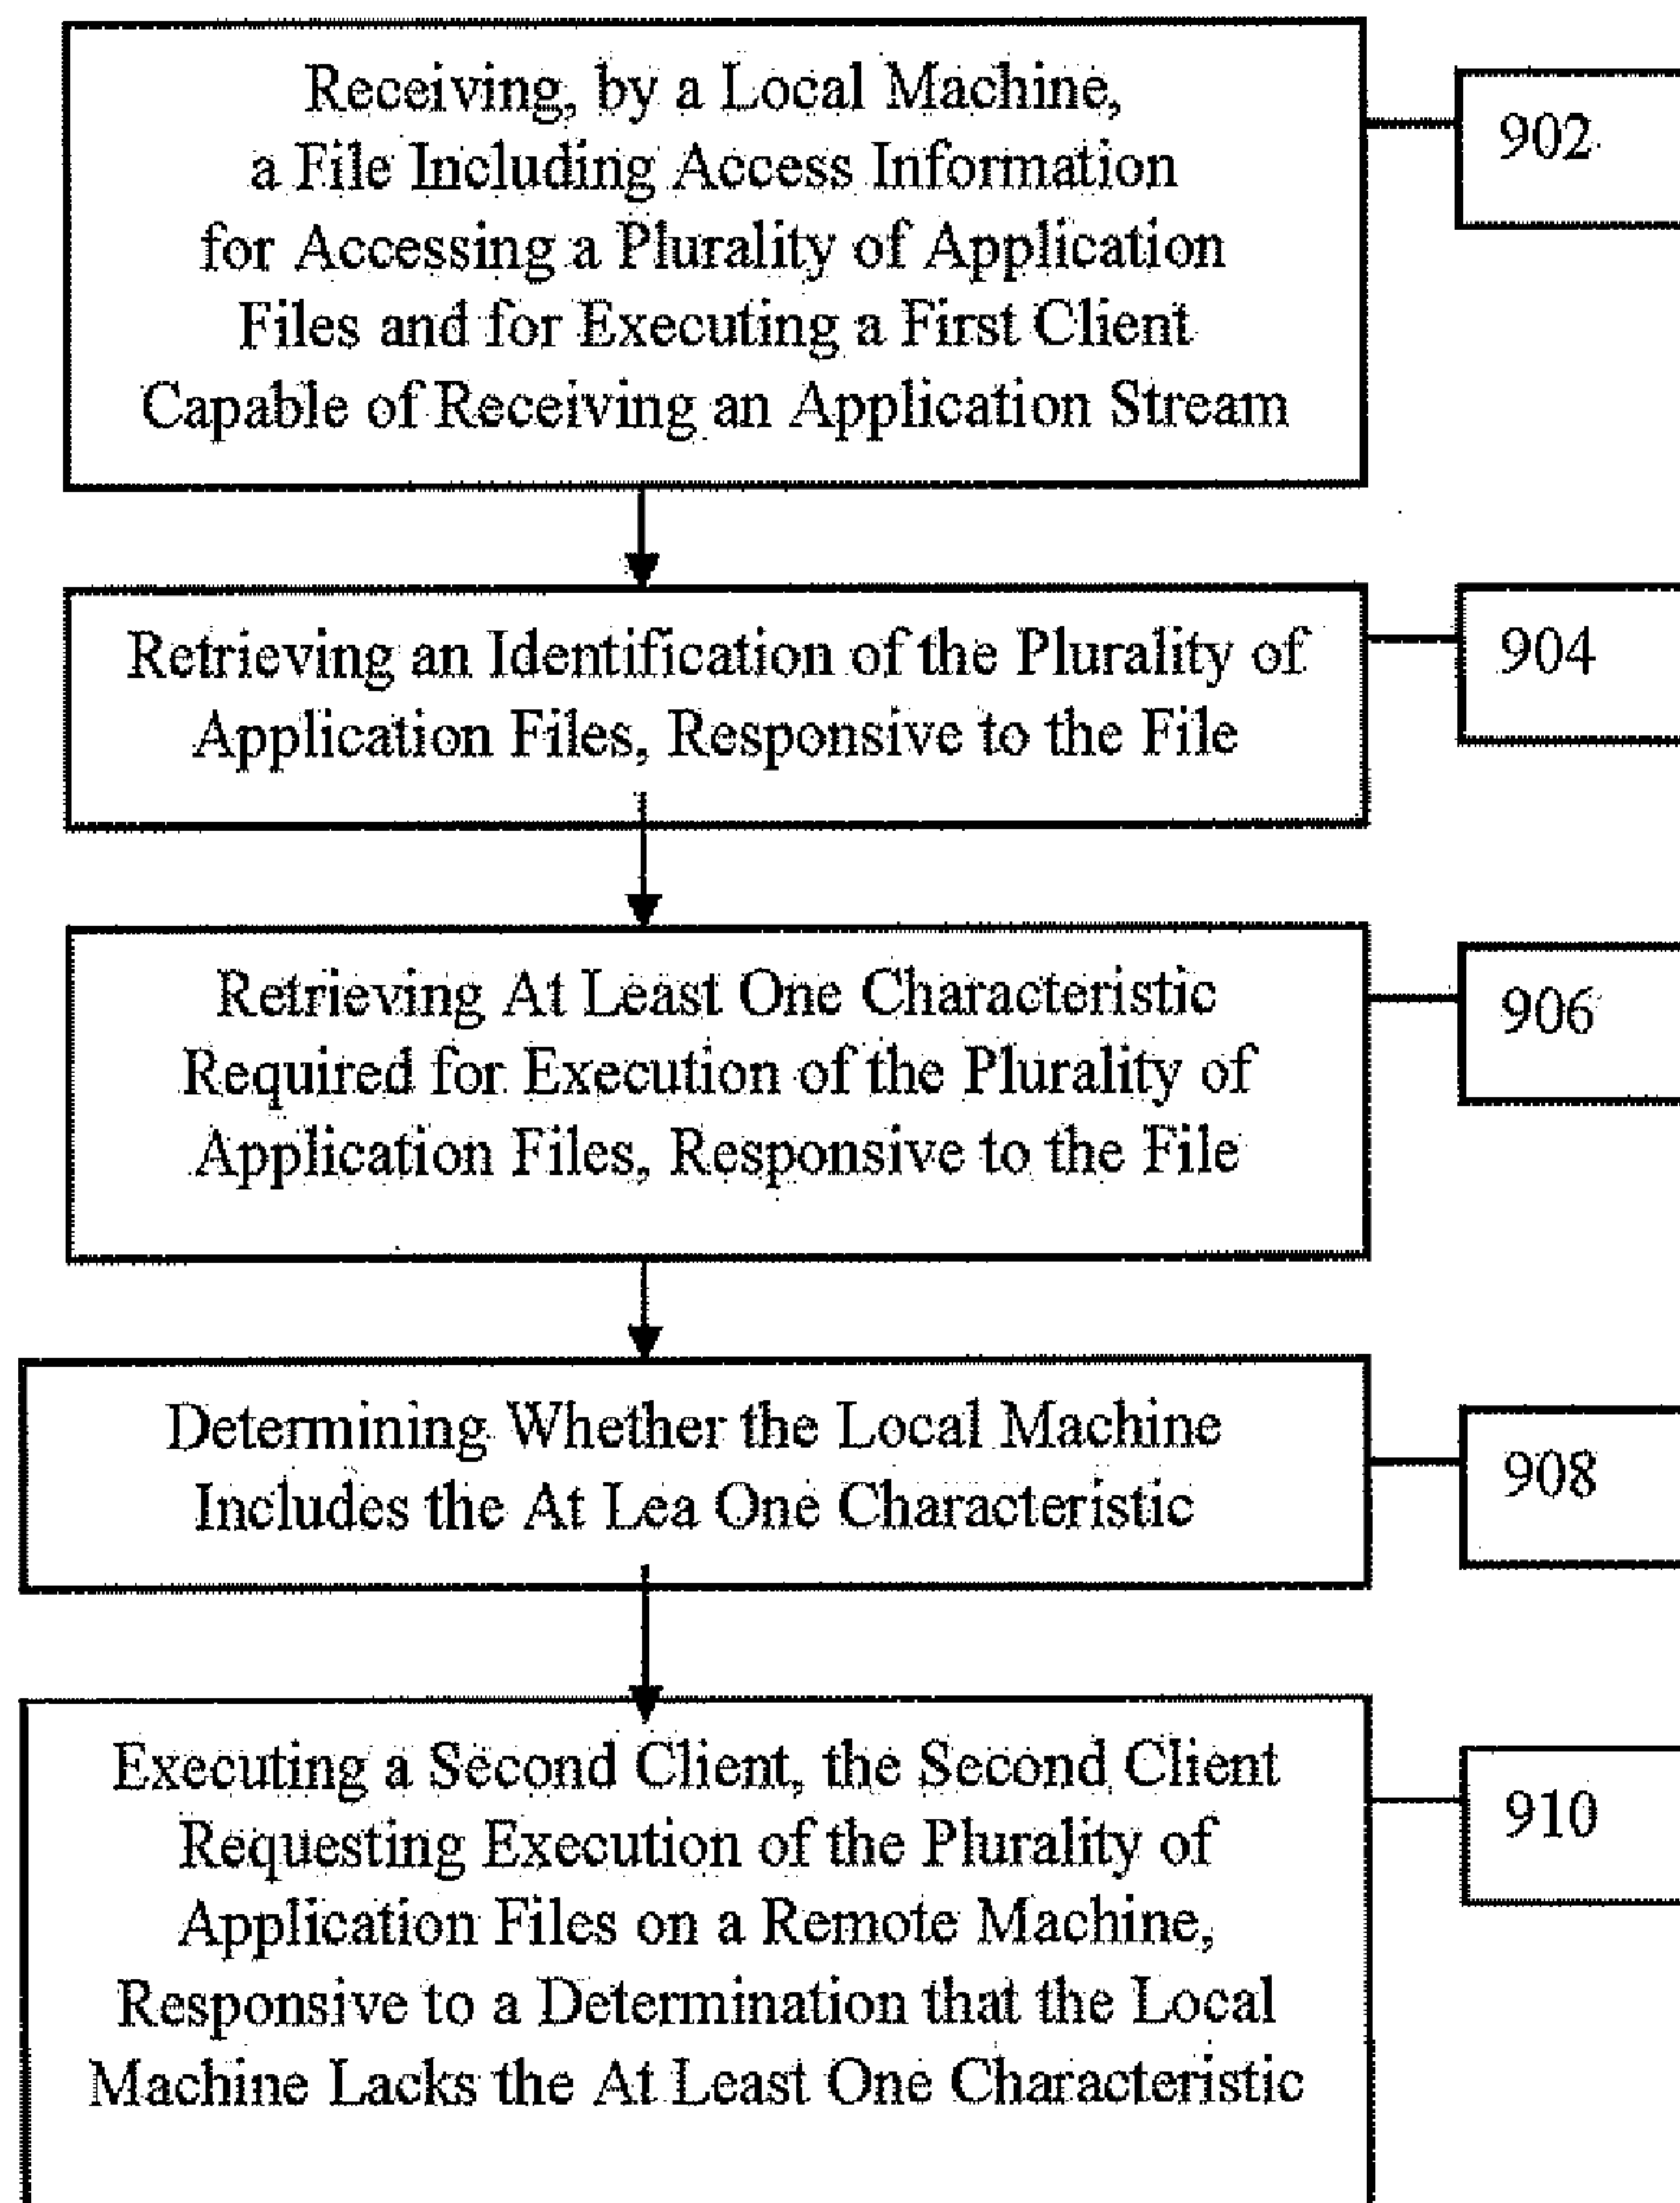 Receiving, by a Local Machine,
a File Including Access Information
for Accessing a Plurality of Application
Files and for Executing a First Client
Capable of Receiving an Application Stream
902
Retrieving an Identification of the Plurality of
Application Files, Responsive to the File
904
Retrieving At Least One Characteristic
Required for Execution of the Plurality of
Application Files, Responsive to the File
906
Determining Whether the Local Machine
Includes the At Lea One Characteristic
908
Executing a Second Client, the Second Client
Requesting Execution of the Plurality of
Application Files on a Remote Machine,
Responsive to a Determination that the Local
Machine Lacks the At Least One Characteristic
910